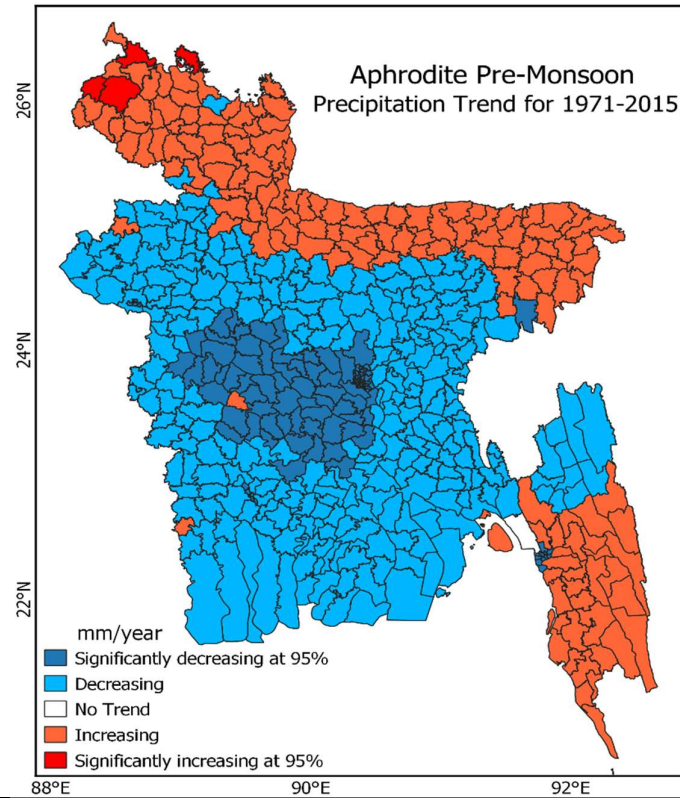 Aphrodite Pre-Monsoon
Precipitation Trend for 1971-2015
26°N
24°N
22°N
mm/year
Significantly decreasing at 95%
Decreasing
No Trend
Increasing
Significantly increasing at 95%
88°E
90°E
92°E